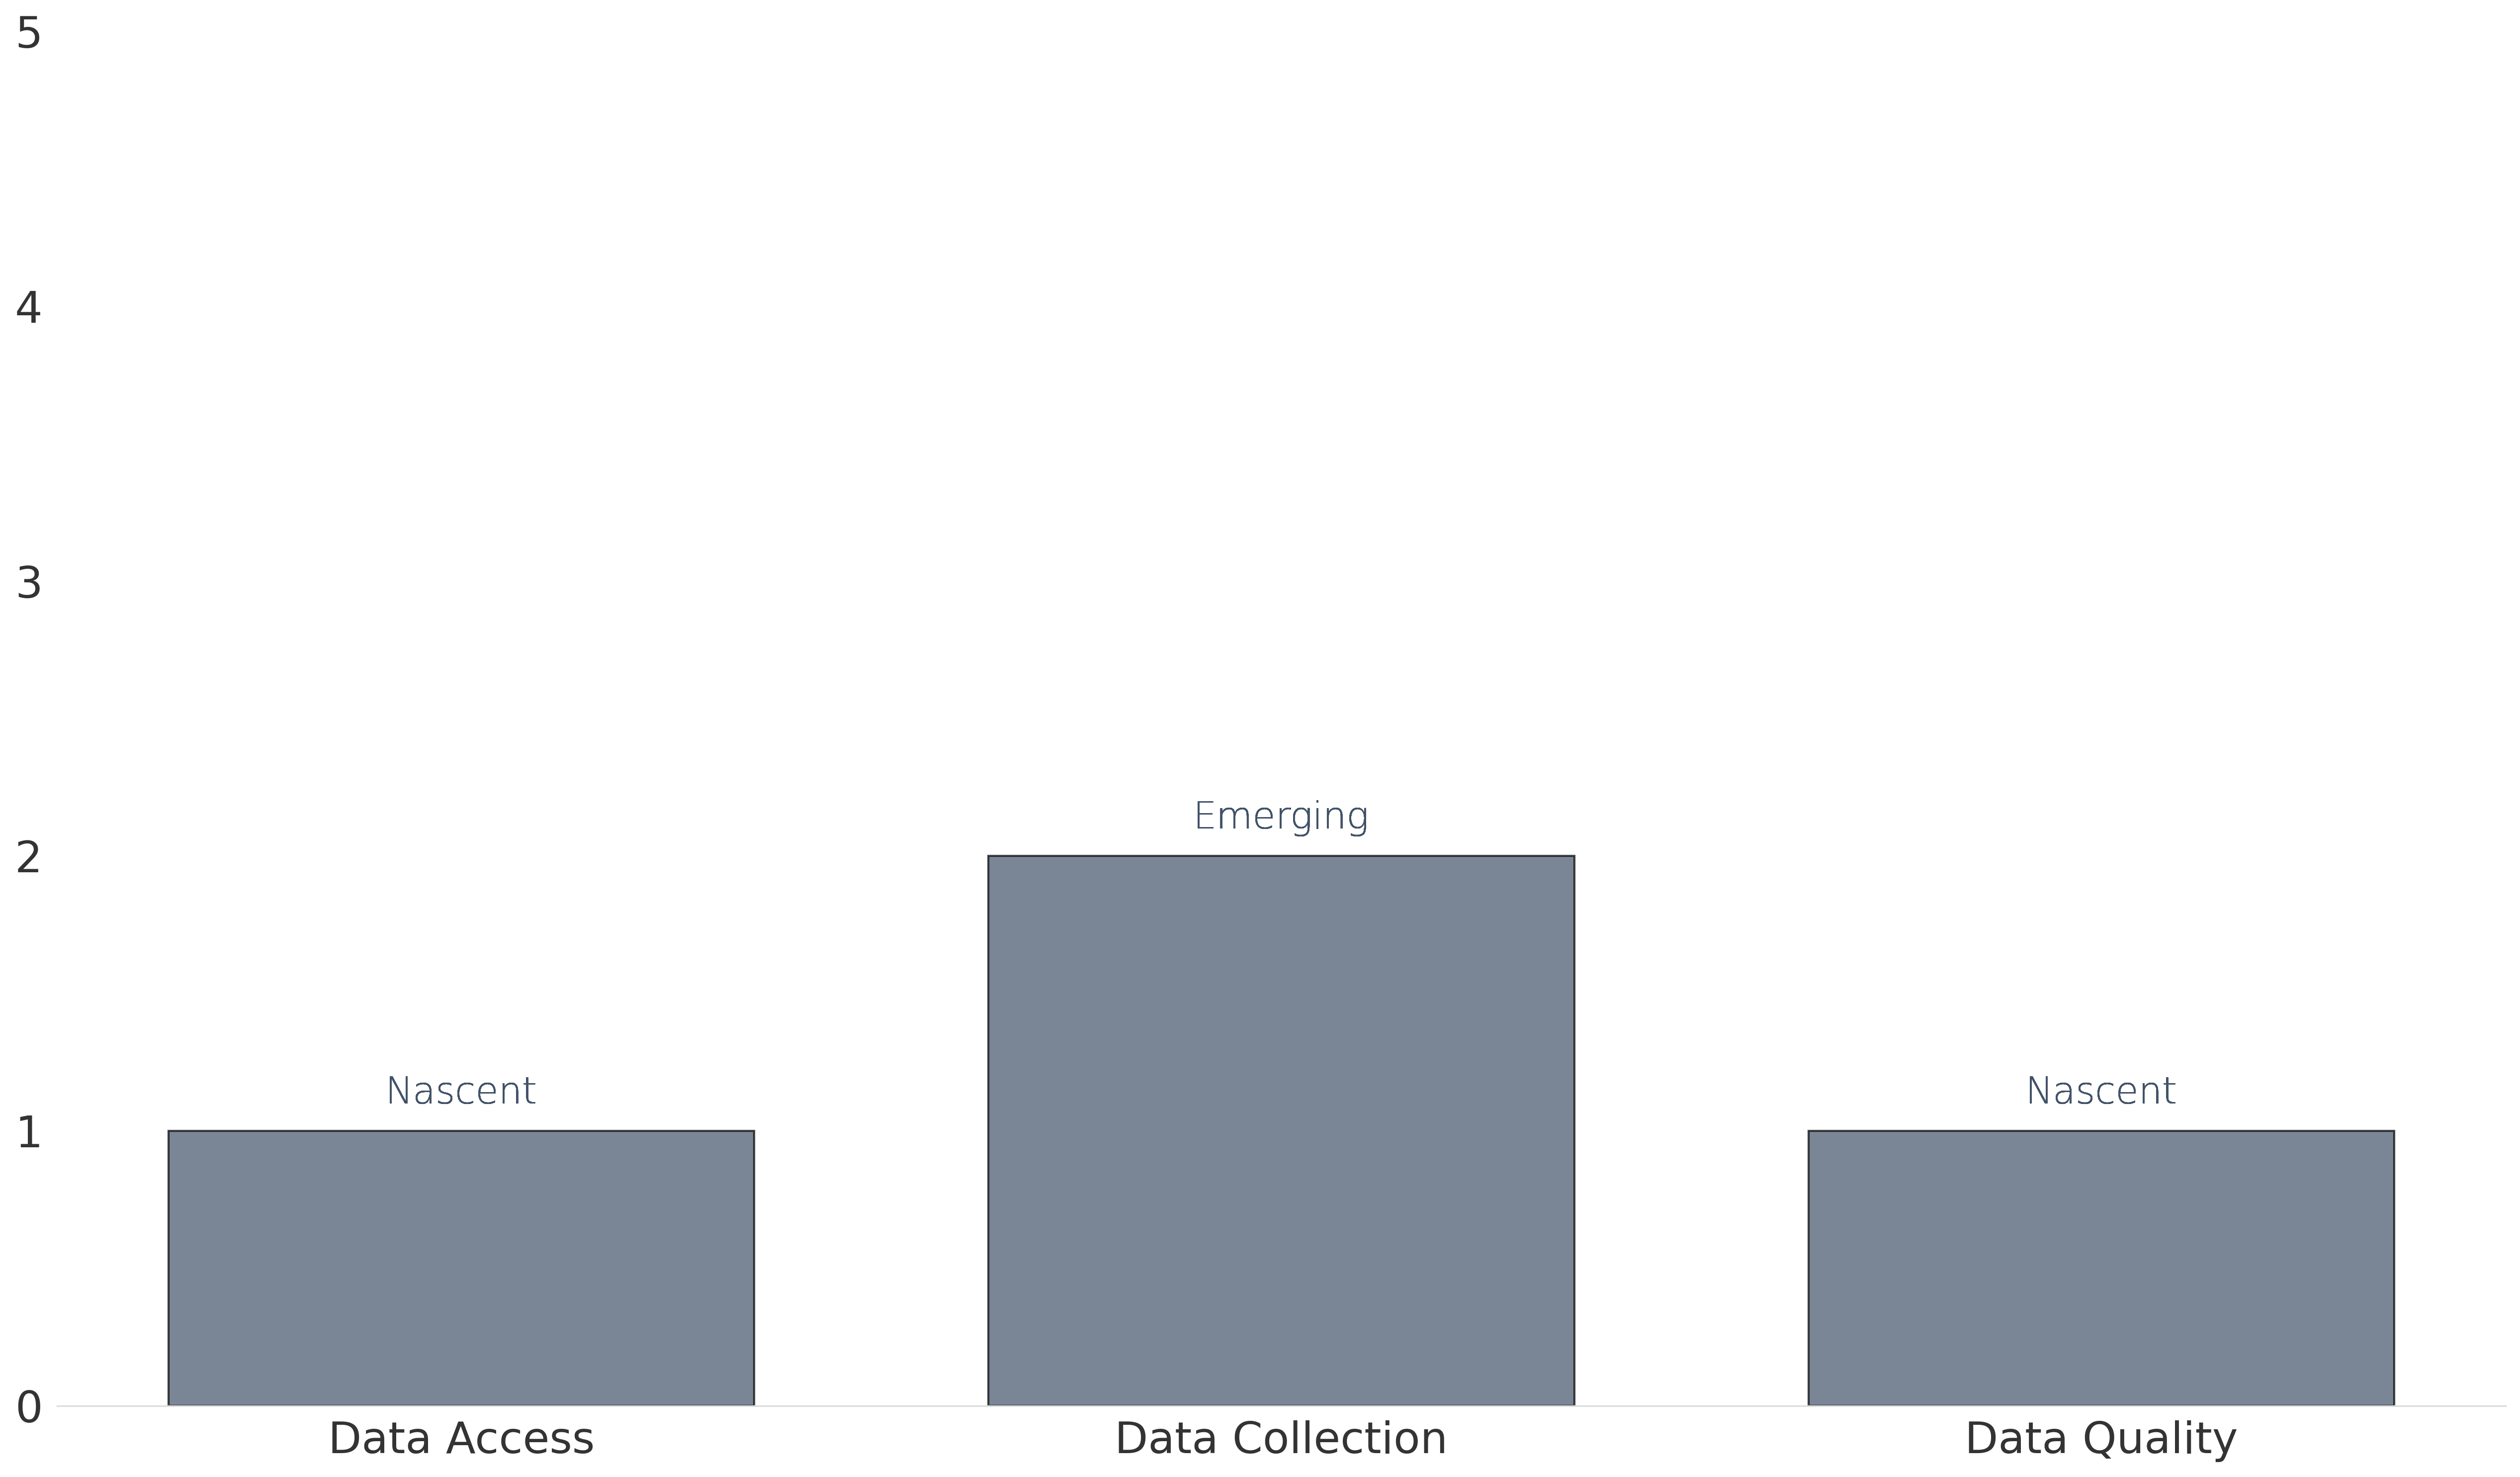 5
4
3
2
1
0
Emerging
Nascent
Nascent
Data Access
Data Collection
Data Quality